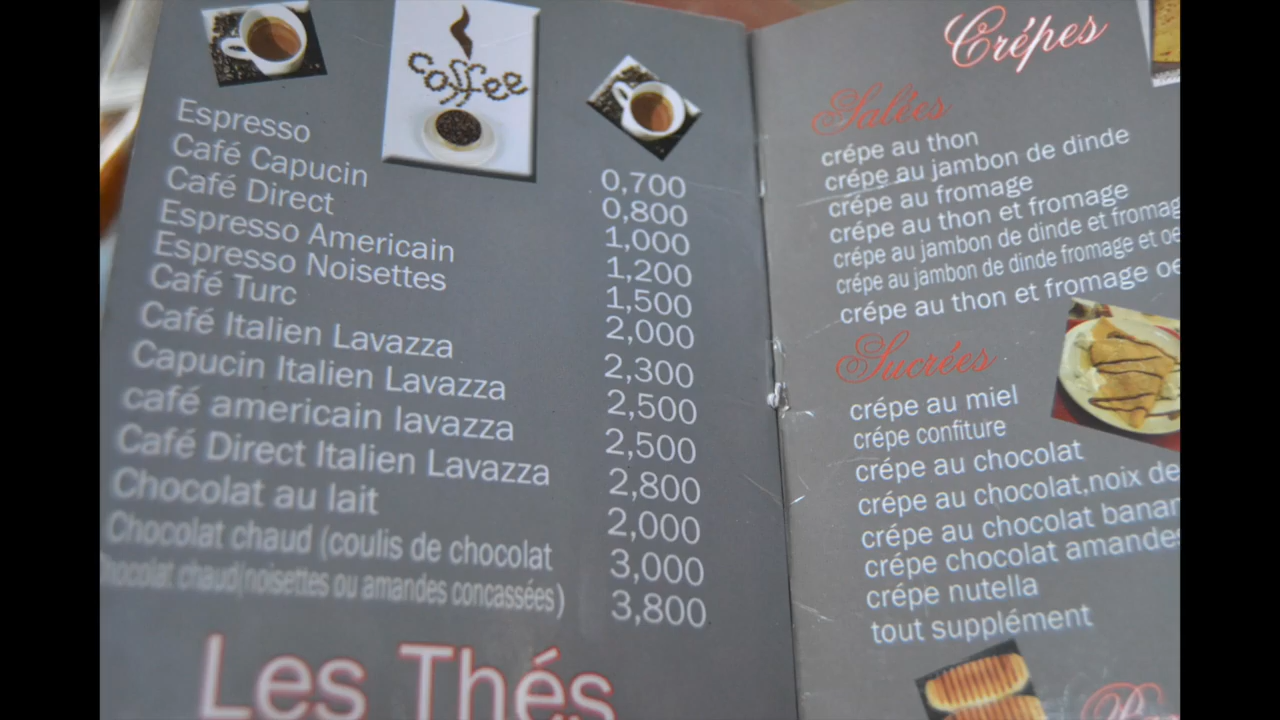 coffee
Espresso 0,700
Café Capucin 0,800
Café Direct 1,000
Espresso Americain 1,200
Espresso Noisettes 1,500
Café Turc 2,000
Café Italien Lavazza 2,300
Capucin Italien Lavazza 2,500
café americain lavazza 2,500
Café Direct Italien Lavazza 2,800
Chocolat au lait 2,000
Chocolat chaud (coulis de chocolat 3,000
chaud(noisettes ou amandes concassées) 3,800
Les Thés
Crépes
Salées
crépe au thon
crépe au jambon de dinde
crépe au fromage
crépe au thon et fromage
crépe au jambon de dinde et fromag
crépe au jambon de dinde fromage et oe
crépe au thon et fromage oe
Sucrées
crépe au miel
crépe confiture
crépe au chocolat
crépe au chocolat,noix de
crépe au chocolat banan
crépe chocolat amandes
crépe nutella
tout supplément